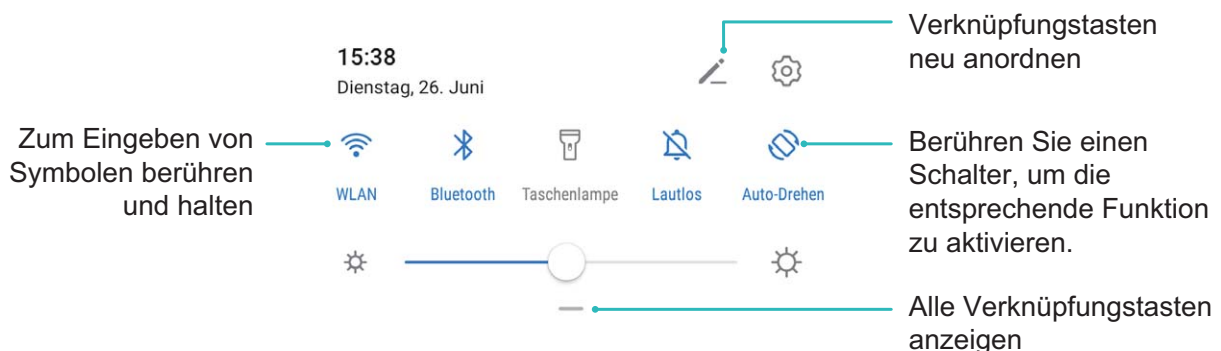 Verknüpfungstasten
neu anordnen
15:38
Dienstag, 26. Juni
Zum Eingeben von
Symbolen berühren
und halten
WLAN
Bluetooth
Taschenlampe
Lautlos
Auto-Drehen
Berühren Sie einen
Schalter, um die
entsprechende Funktion
zu aktivieren.
Alle Verknüpfungstasten
anzeigen